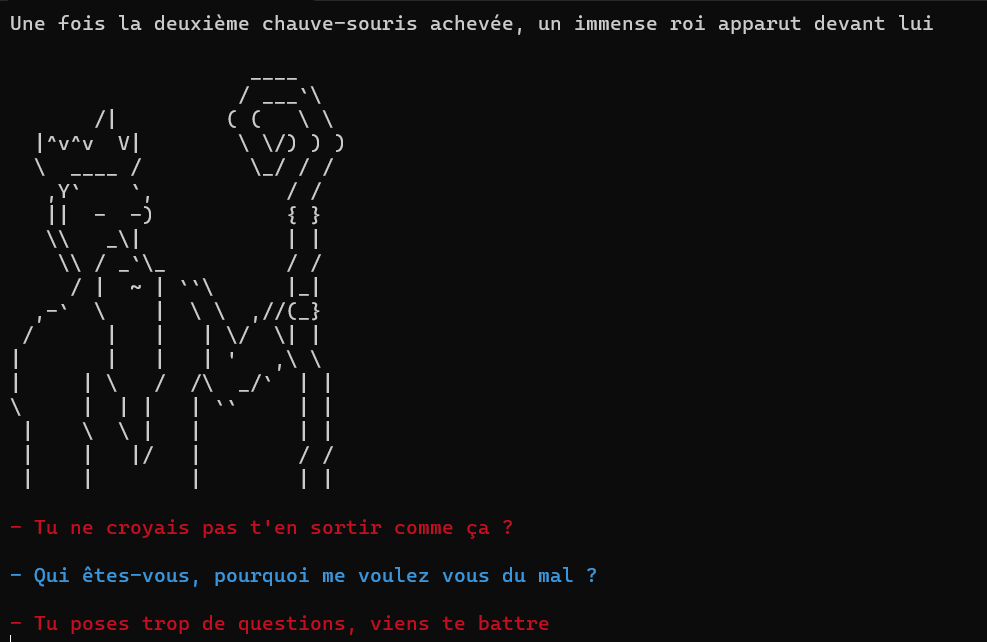 Une fois la deuxième chauve-souris achevée, un immense roi apparut devant lui
- Tu ne croyais pas t'en sortir comme ça ?
- Qui êtes-vous, pourquoi me voulez vous du mal ?
- Tu poses trop de questions, viens te battre